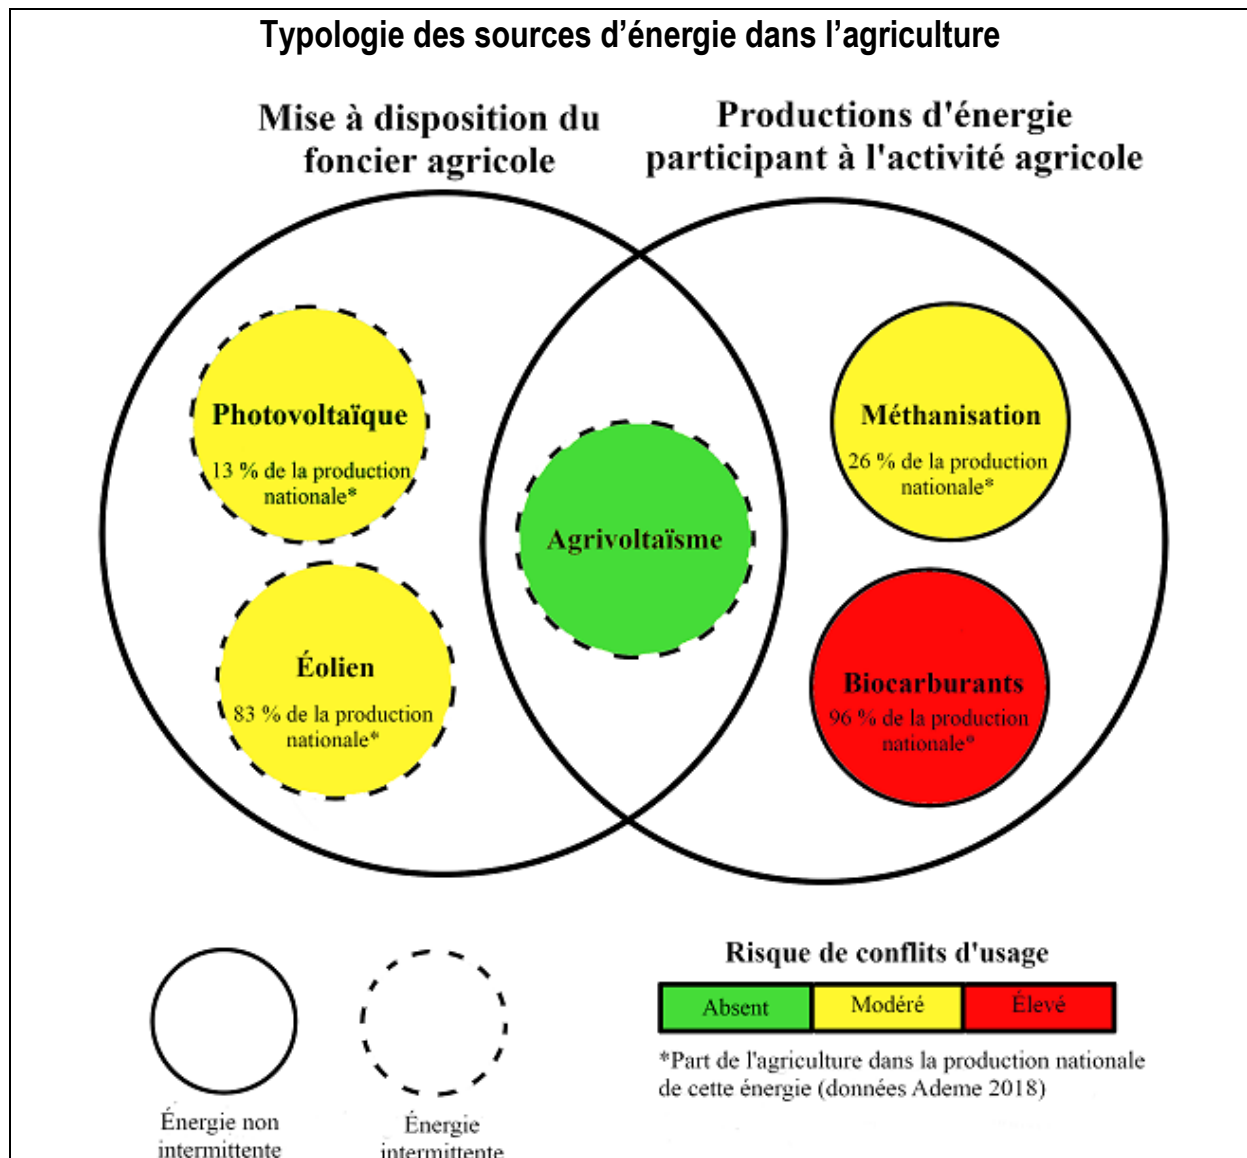 Typologie des sources d’énergie dans l’agriculture
Mise à disposition du
foncier agricole
Productions d'énergie
participant à l'activité agricole
Photovoltaïque
13 % de la production
nationale*
Méthanisation
26 % de la production
nationale*
Agrivoltaïsme
Éolien
83 % de la production
nationale*
Biocarburants
96 % de la production
nationale*
Risque de conflits d'usage
Absent
Modéré
Élevé
*Part de l'agriculture dans la production nationale
de cette énergie (données Ademe 2018)
Énergie non
intermittente
Énergie
intermittente